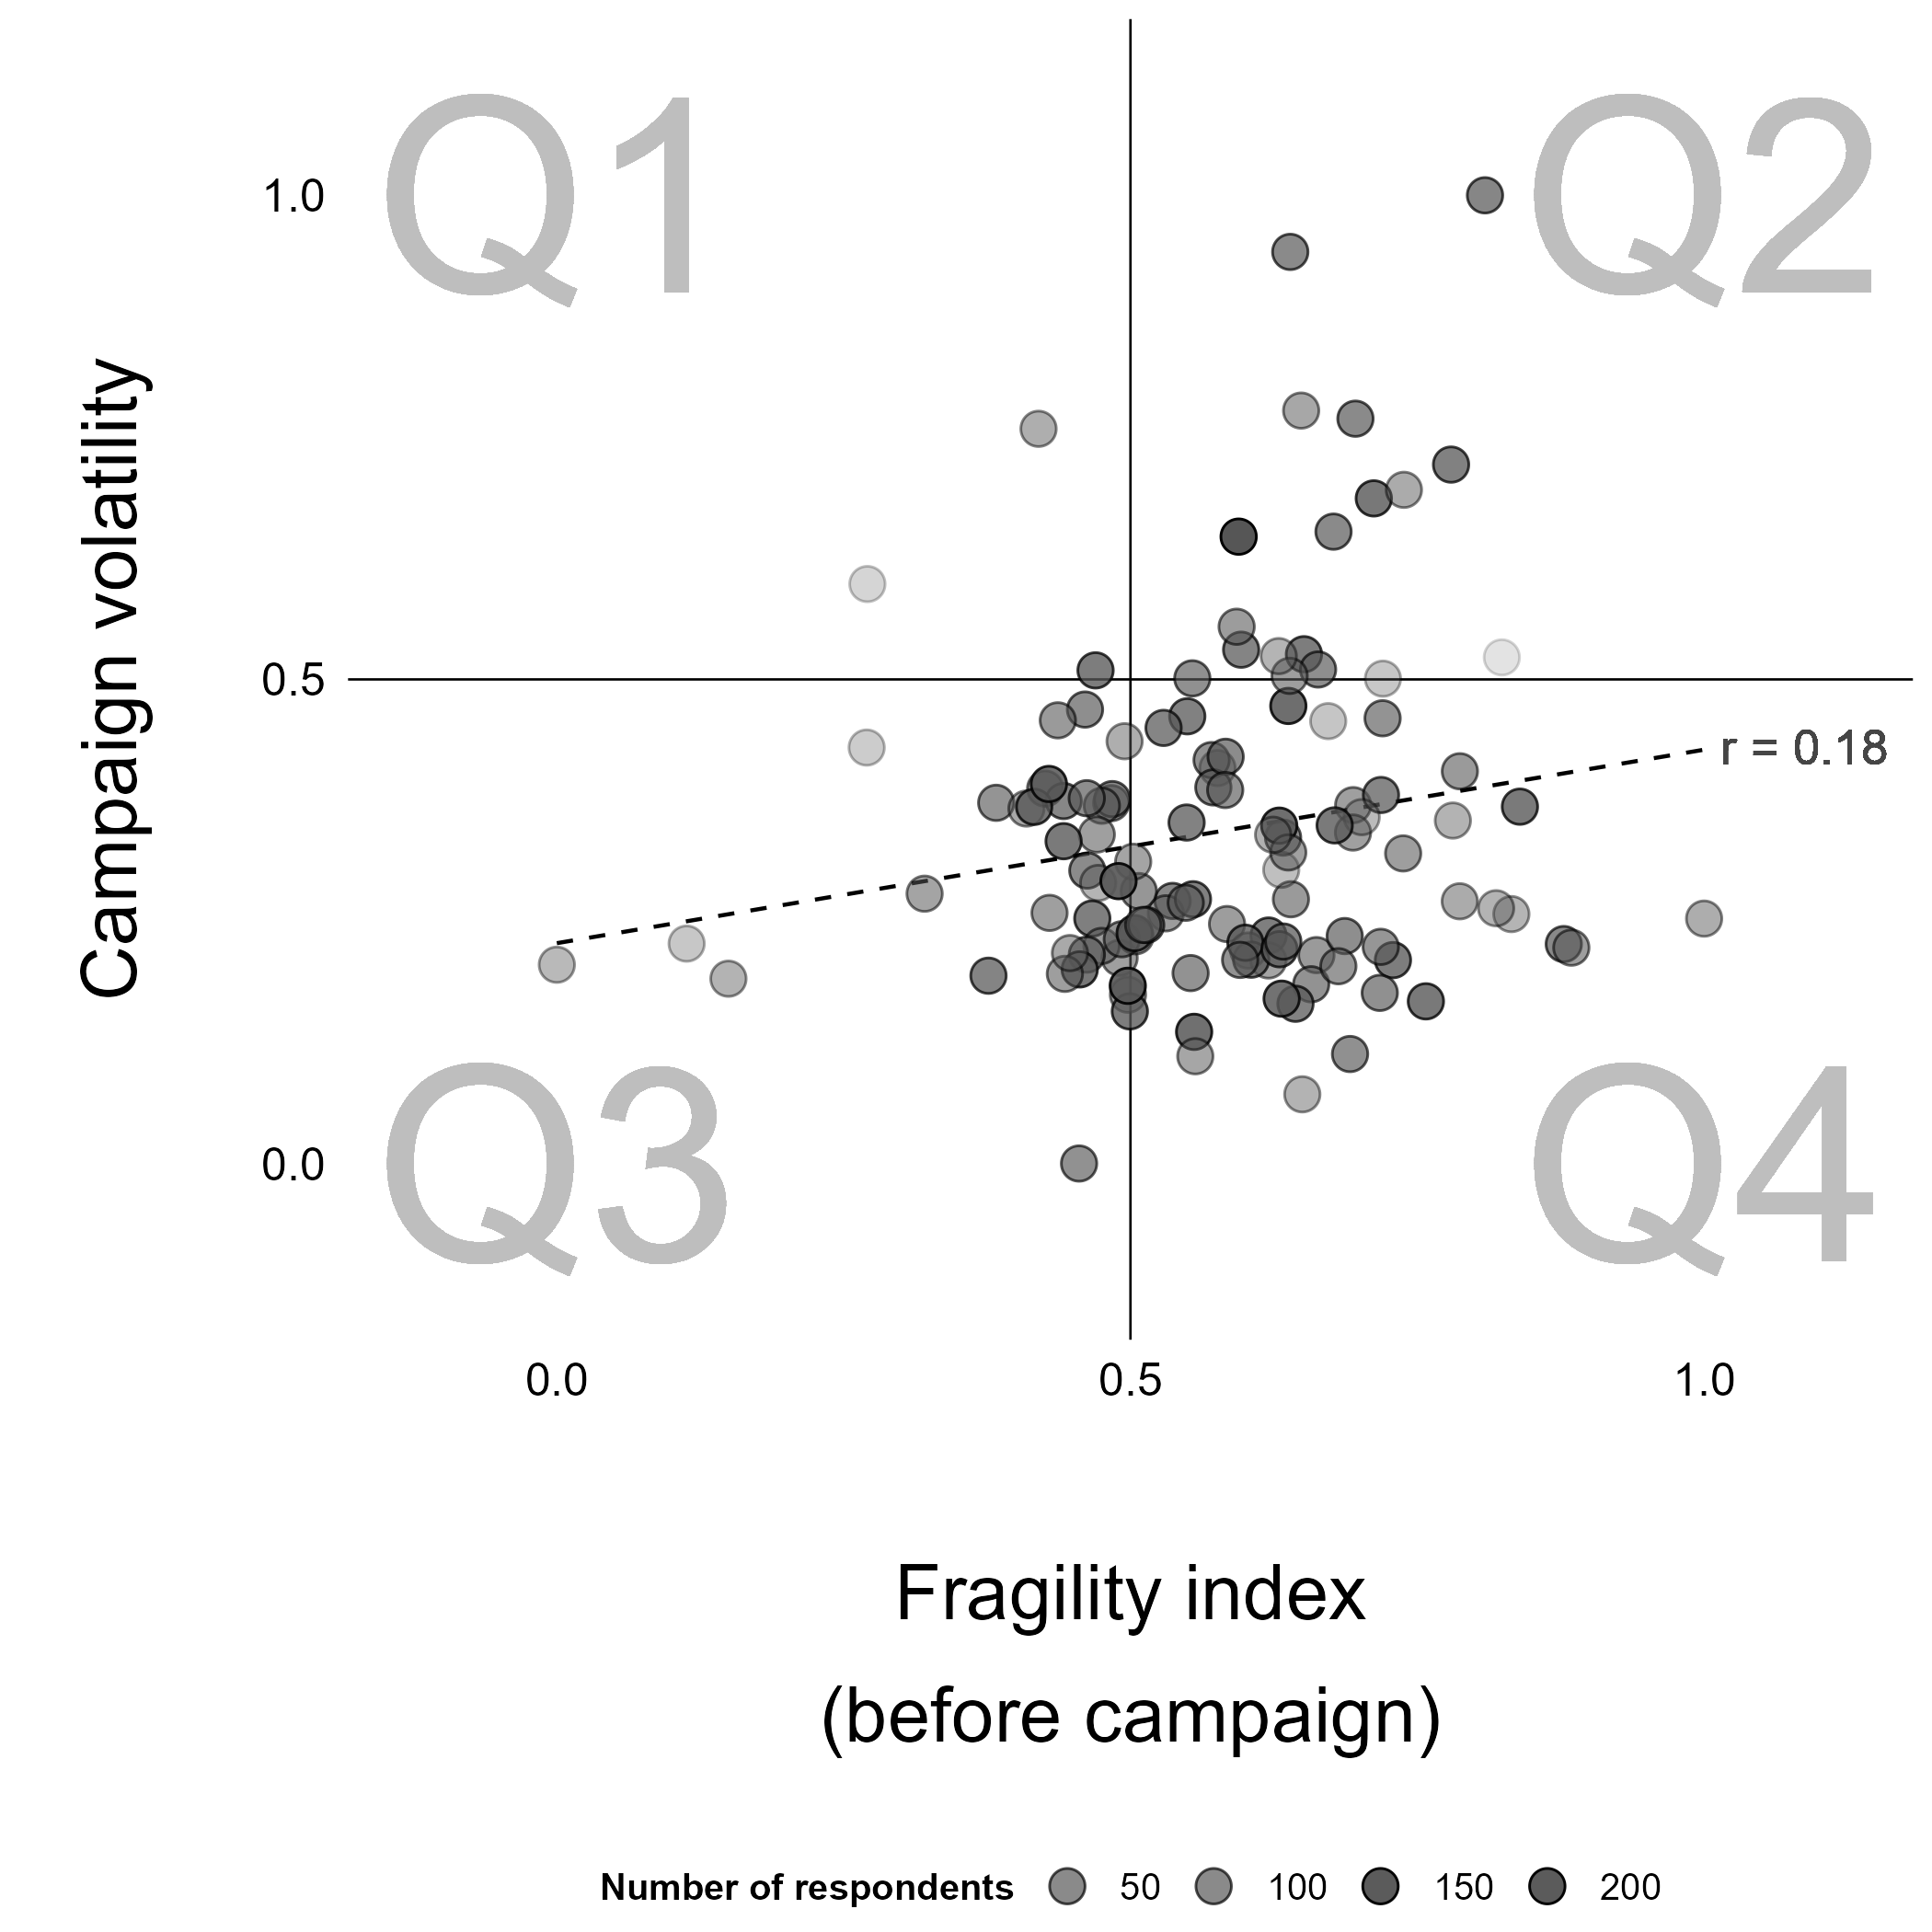 Q1
Q2
1.0
Campaign volatility
0.5
r = 0.18
Q3
Q4
0.0
0.0
0.5
1.0
Fragility index
(before campaign)
Number of respondents 50 100 150 200